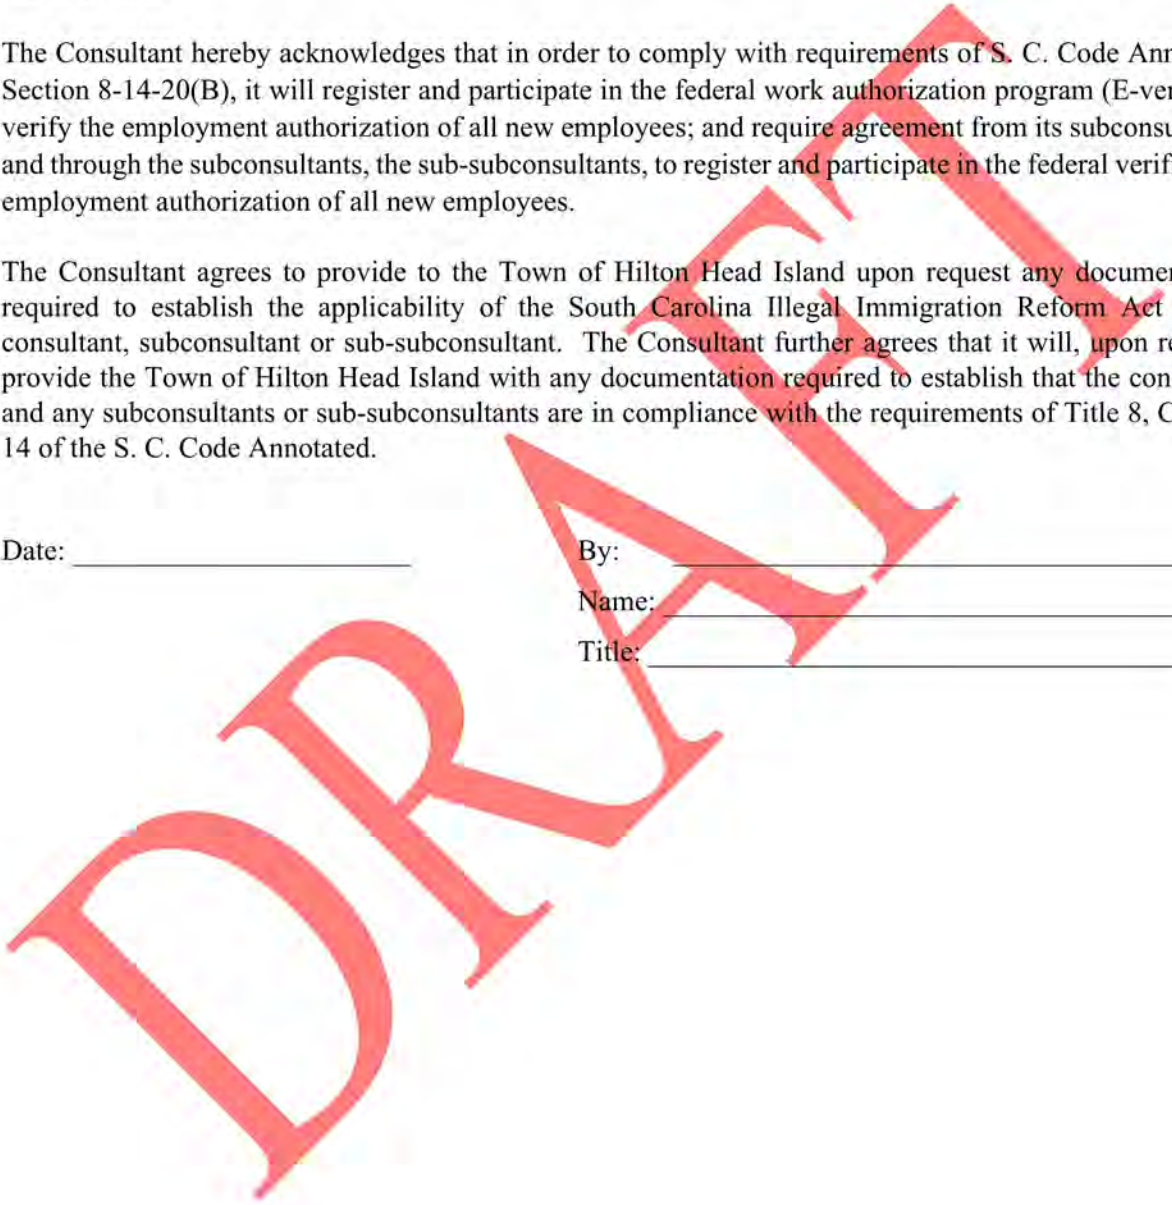 The Consultant hereby acknowledges that in order to comply with requirements of S. C. Code Ann
Section 8-14-20(B), it will register and participate in the federal work authorization program (E-ver
verify the employment authorization of all new employees; and require agreement from its subconsu
and through the subconsultants, the sub-subconsultants, to register and participate in the federal verif
employment authorization of all new employees.
The Consultant agrees to provide to the Town of Hilton Head Island upon request any documen
required to establish the applicability of the South Carolina Illegal Immigration Reform Act
consultant, subconsultant or sub-subconsultant. The Consultant further agrees that it will, upon re
provide the Town of Hilton Head Island with any documentation required to establish that the con
and any subconsultants or sub-subconsultants are in compliance with the requirements of Title 8, C
14 of the S. C. Code Annotated.
Date: By:
Name:
Title:
DRAFT